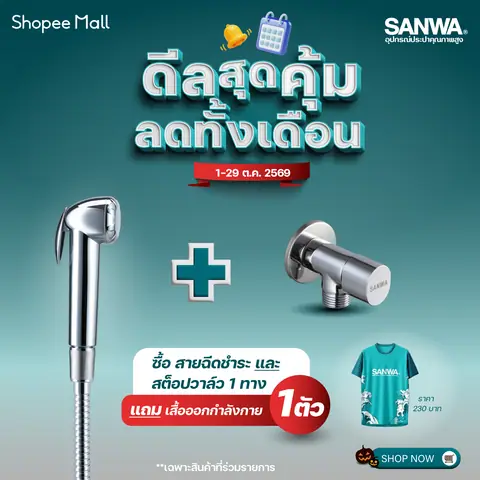 Shopee Mall
SANWA®
อุปกรณ์ประปาคุณภาพสูง
ดีลสุดคุ้ม
ลดทั้งเดือน
1-29 ต.ค. 2569
SANWA
ซื้อ สายฉีดชำระ และ
สต็อปวาล์ว 1 ทาง
แถม เสื้อออกกำลังกาย 1 ตัว
SANWA®
ราคา
230 บาท
SHOP NOW
**เฉพาะสินค้าที่ร่วมรายการ